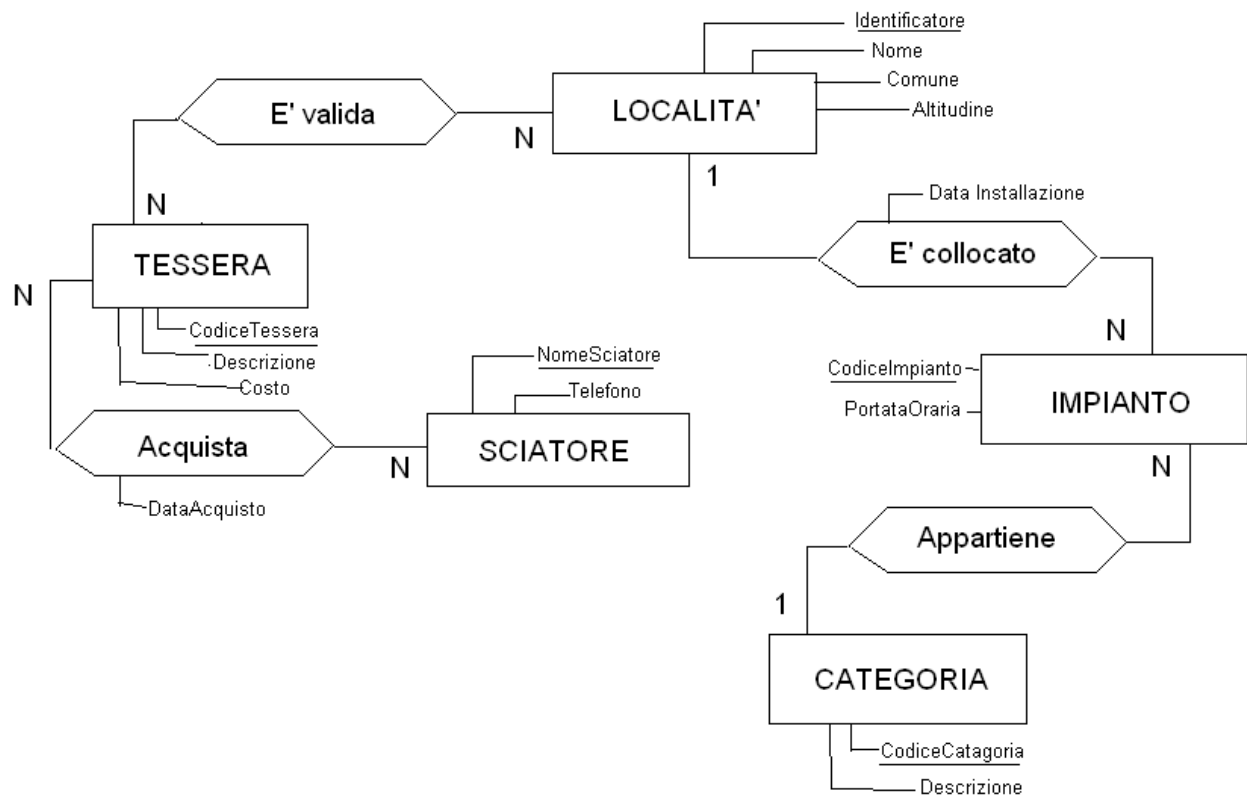 Identificatore
Nome
Comune
Altitudine
LOCALITA'
E' valida
N
1
N
Data Installazione
E' collocato
TESSERA
N
CodiceTessera
Descrizione
Costo
N
CodiceImpianto
PortataOraria
IMPIANTO
NomeSciatore
Telefono
Acquista
SCIATORE
N
N
DataAcquisto
Appartiene
1
CATEGORIA
CodiceCatagoria
Descrizione